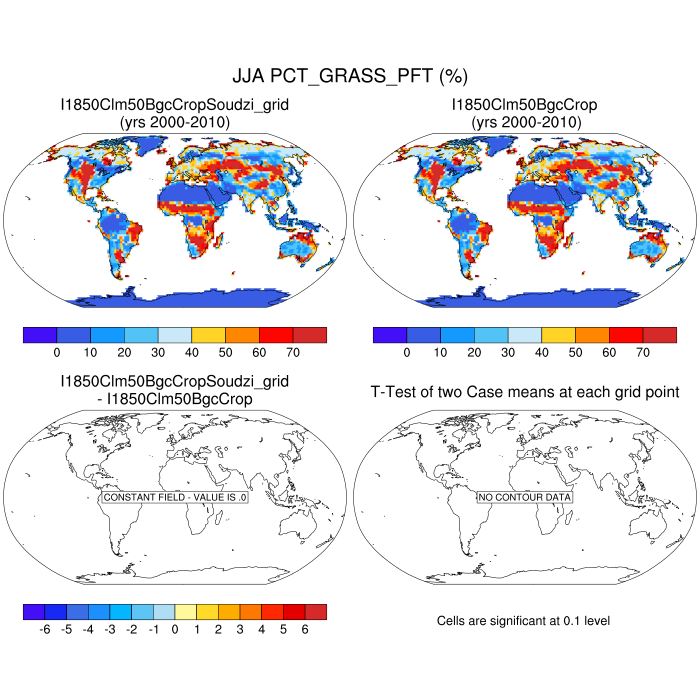 JJA PCT_GRASS_PFT (%)
I1850Clm50BgcCropSoudzi_grid
(yrs 2000-2010)
I1850Clm50BgcCrop
(yrs 2000-2010)
0 10 20 30 40 50 60 70
0 10 20 30 40 50 60 70
I1850Clm50BgcCropSoudzi_grid
- I1850Clm50BgcCrop
T-Test of two Case means at each grid point
CONSTANT FIELD - VALUE IS .0
NO CONTOUR DATA
-6 -5 -4 -3 -2 -1 0 1 2 3 4 5 6
Cells are significant at 0.1 level